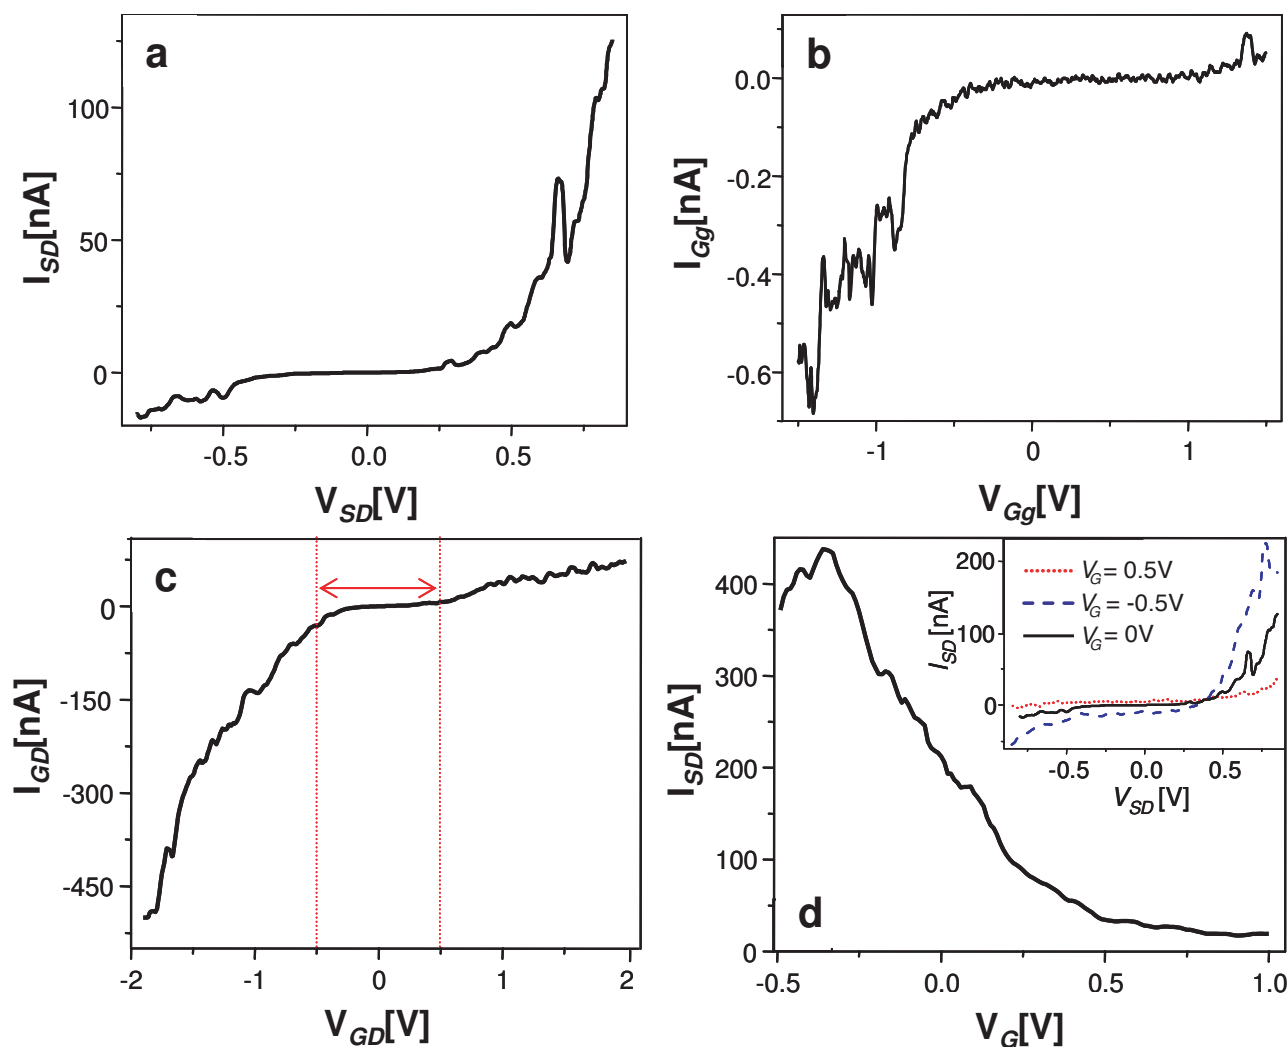 a
100
50
0
I_SD[nA]
-0.5 0.0 0.5
V_SD[V]
b
0.0
-0.2
-0.4
-0.6
I_Gg[nA]
-1 0 1
V_Gg[V]
c
0
-150
-300
-450
I_GD[nA]
-2 -1 0 1 2
V_GD[V]
d
400
300
200
100
0
I_SD[nA]
-0.5 0.0 0.5 1.0
V_G[V]
V_G = 0.5V
V_G = -0.5V
V_G = 0V
200
100
0
I_SD [nA]
-0.5 0.0 0.5
V_SD [V]